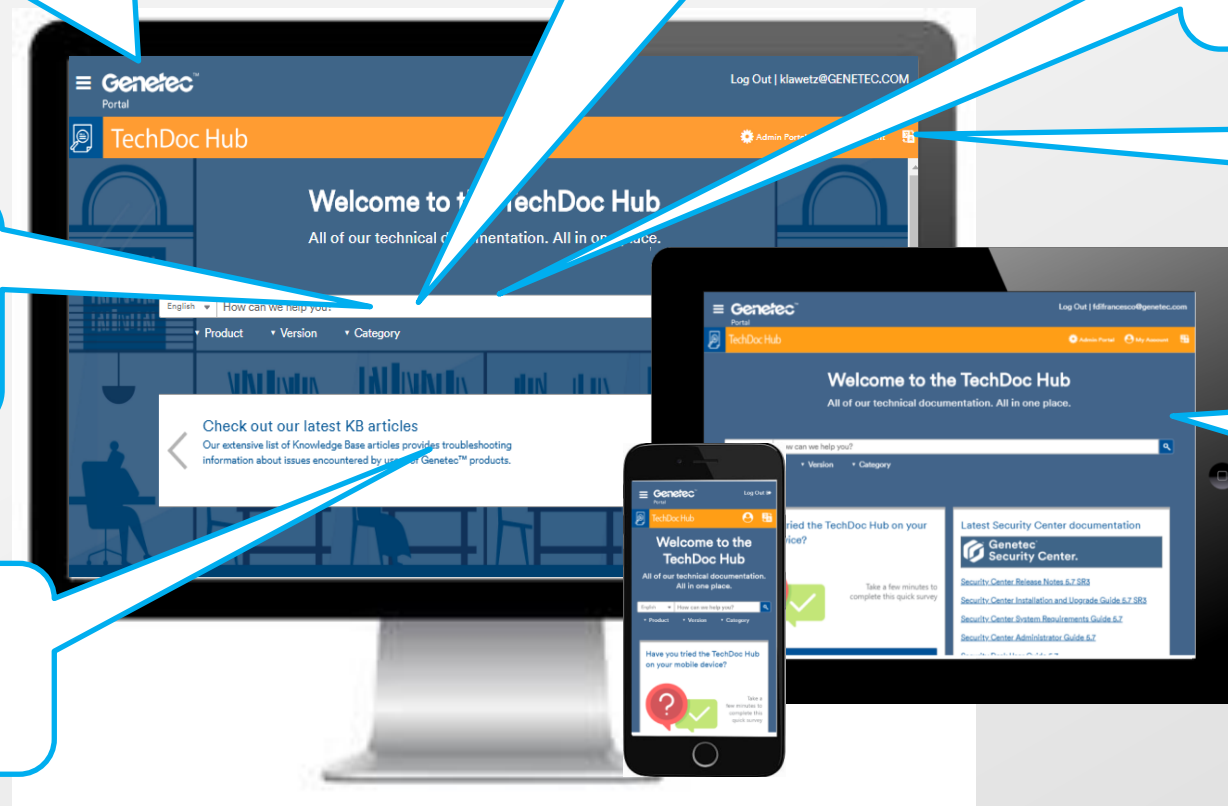 Genetec™
Portal
Log Out | klawetz@GENETEC.COM
TechDoc Hub
Admin
Welcome to TechDoc Hub
All of our technical documentation. All in one place.
English
How can we help you?
Product
Version
Category
Check out our latest KB articles
Our extensive list of Knowledge Base articles provides troubleshooting
information about issues encountered by users of Genetec™ products.
Genetec™
Portal
Log Out | fdifrancesco@genetec.com
TechDoc Hub
Admin Portal
My Account
Welcome to the TechDoc Hub
All of our technical documentation. All in one place.
can we help you?
Version
Category
tried the TechDoc Hub on your
Take a few minutes to
complete this quick survey
Latest Security Center documentation
Genetec
Security Center.
Security Center Release Notes 5.7 SR3
Security Center Installation and Upgrade Guide 5.7 SR3
Security Center System Requirements Guide 5.7
Security Center Administrator Guide 5.7
Genetec™
Portal
Log Out
TechDoc Hub
Welcome to the
TechDoc Hub
All of our technical documentation.
All in one place.
English
How can we help you?
Product
Version
Category
Have you tried the TechDoc Hub
on your mobile device?
Take a
few minutes to
complete this
quick survey